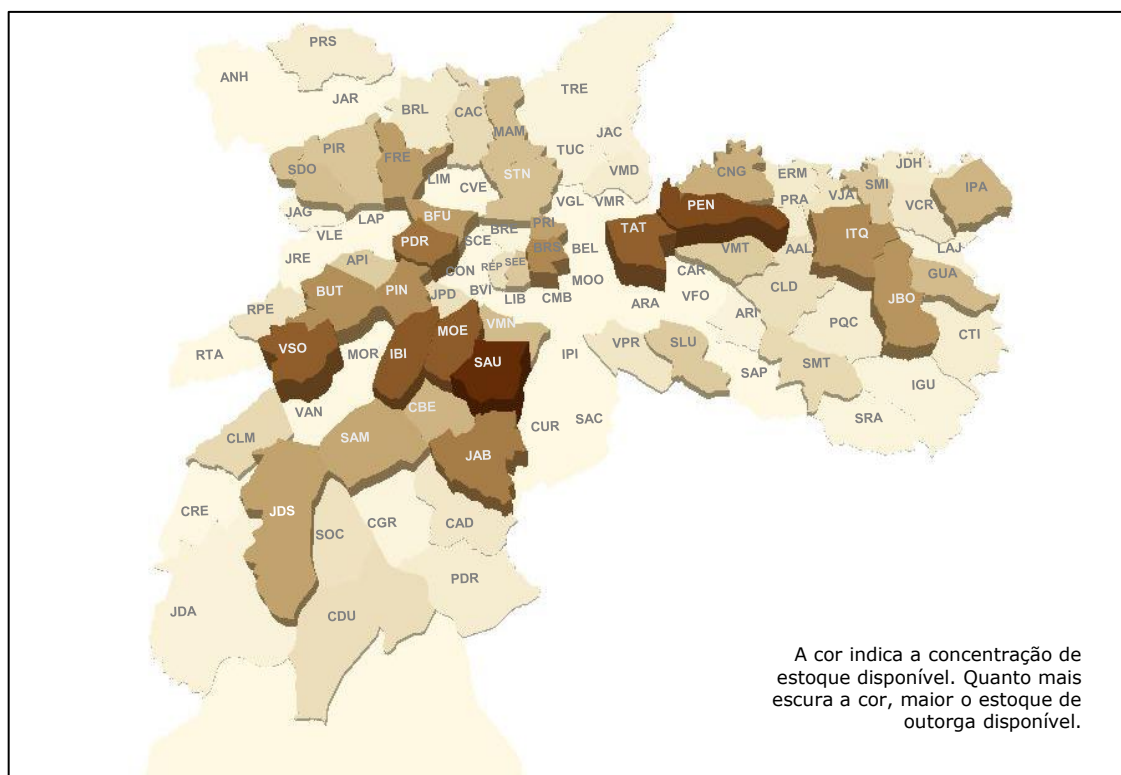 PRS
ANH
JAR
BRL
CAC
TRE
MAM
JAC
TUC
PIR
FRE
SDO
LIM
CVE
STN
VMD
CNG
ERM
JDH
SMI
IPA
VJA
PRA
VCR
JAG
LAP
BFU
VGL
VMR
PEN
VLE
PDR
SCE
BRE
PRI
BRS
BEL
TAT
VMT
AAL
ITQ
LAJ
JRE
API
CON
REP
SEE
MOO
CAR
CLD
GUA
BUT
PIN
JPD
BVI
LIB
CMB
ARA
VFO
JBO
RPE
ARI
PQC
CTI
VSO
MOR
IBI
MOE
VMN
SAU
IPI
VPR
SLU
SAP
SMT
IGU
RTA
VAN
CBE
SRA
CLM
SAM
CUR
SAC
JAB
CRE
JDS
SOC
CGR
CAD
PDR
JDA
CDU
A cor indica a concentração de
estoque disponível. Quanto mais
escura a cor, maior o estoque de
outorga disponível.